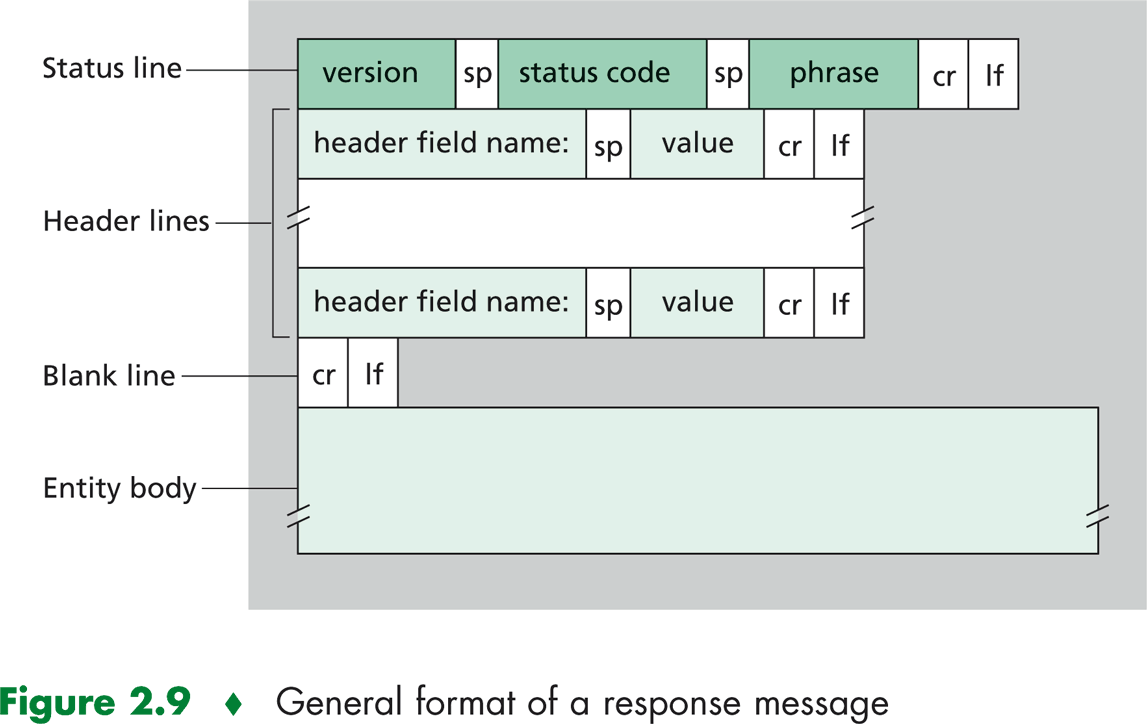 Status line version sp status code sp phrase cr lf
header field name: sp value cr lf
Header lines
header field name: sp value cr lf
Blank line cr lf
Entity body
Figure 2.9 ♦ General format of a response message